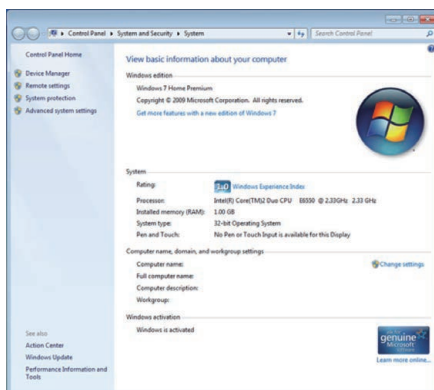 Control Panel ▸ System and Security ▸ System
Search Control Panel
Control Panel Home
Device Manager
Remote settings
System protection
Advanced system settings
See also
Action Center
Windows Update
Performance Information and
Tools
View basic information about your computer
Windows edition
Windows 7 Home Premium
Copyright © 2009 Microsoft Corporation. All rights reserved.
Get more features with a new edition of Windows 7
System
Rating: 1.0 Windows Experience Index
Processor: Intel(R) Core(TM)2 Duo CPU E6550 @ 2.33GHz 2.33 GHz
Installed memory (RAM): 1.00 GB
System type: 32-bit Operating System
Pen and Touch: No Pen or Touch Input is available for this Display
Computer name, domain, and workgroup settings
Computer name: Change settings
Full computer name:
Computer description:
Workgroup:
Windows activation
Windows is activated
genuine
Microsoft
Learn more online...